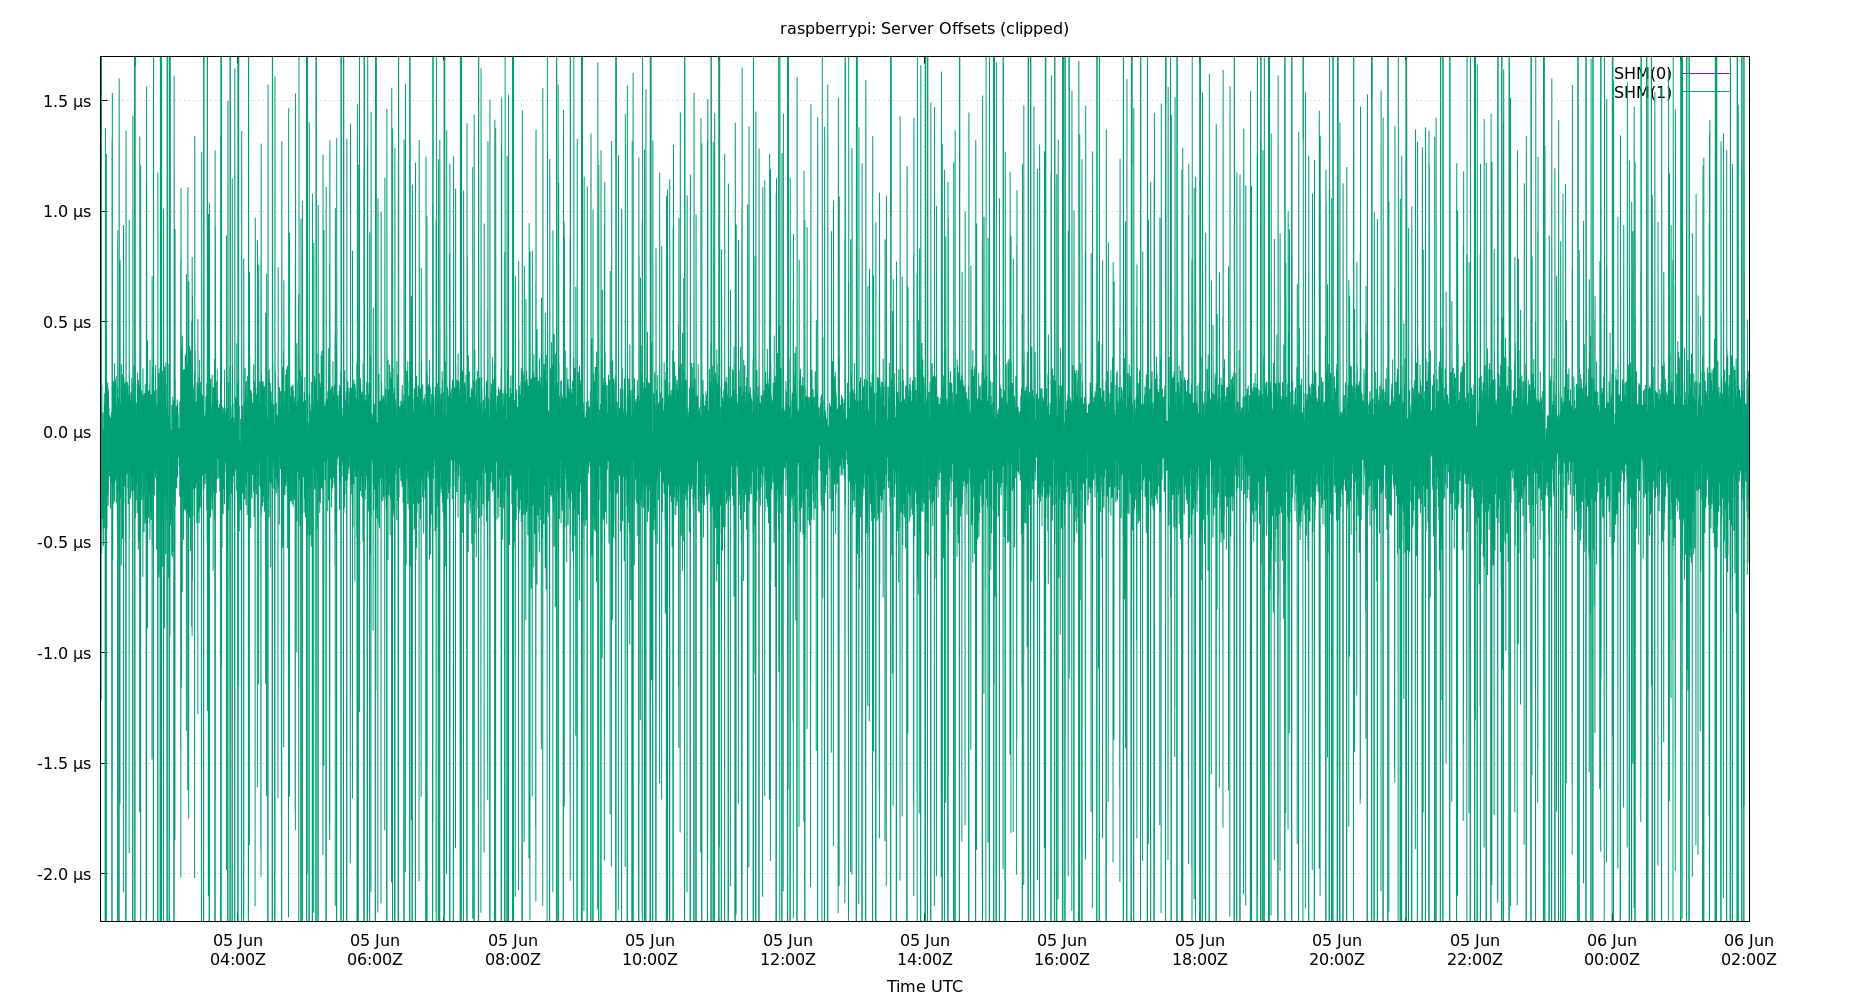 raspberrypi: Server Offsets (clipped)
SHM(0)
SHM(1)
1.5 µs
1.0 µs
0.5 µs
0.0 µs
-0.5 µs
-1.0 µs
-1.5 µs
-2.0 µs
05 Jun 05 Jun 05 Jun 05 Jun 05 Jun 05 Jun 05 Jun 05 Jun 05 Jun 05 Jun 06 Jun 06 Jun
04:00Z 06:00Z 08:00Z 10:00Z 12:00Z 14:00Z 16:00Z 18:00Z 20:00Z 22:00Z 00:00Z 02:00Z
Time UTC